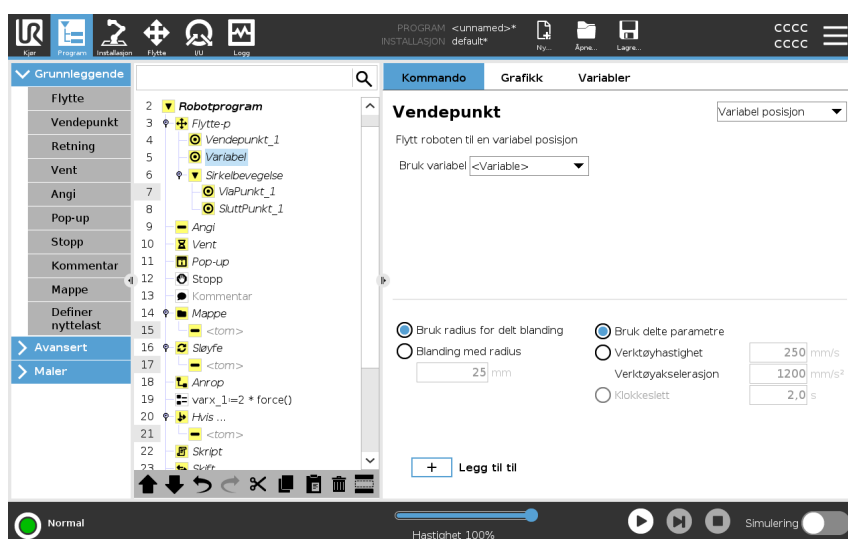 PROGRAM <unnamed>*
INSTALLASJON default*
UR
Kjør
Program
Installasjon
Flytte
I/U
Logg
Ny...
Åpne...
Lagre...
CCCC
CCCC
Grunnleggende
Flytte
Vendepunkt
Retning
Vent
Angi
Pop-up
Stopp
Kommentar
Mappe
Definer
nyttelast
Avansert
Maler
2 Robotprogram
3 Flytte-p
4 Vendepunkt_1
5 Variabel
6 Sirkelbevegelse
7 ViaPunkt_1
8 SluttPunkt_1
9 Angi
10 Vent
11 Pop-up
12 Stopp
13 Kommentar
14 Mappe
15 <tom>
16 Sløyfe
17 <tom>
18 Anrop
19 varx_1:=2 * force()
20 Hvis ...
21 <tom>
22 Skript
23 Skift
Kommando
Grafikk
Variabler
Vendepunkt
Variabel posisjon
Flytt roboten til en variabel posisjon
Bruk variabel <Variable>
Bruk radius for delt blanding
Blanding med radius
25 mm
Bruk delte parametre
Verktøyhastighet 250 mm/s
Verktøyakselerasjon 1200 mm/s²
Klokkeslett 2,0 s
+ Legg til til
Normal
Hastighet 100%
Simulering